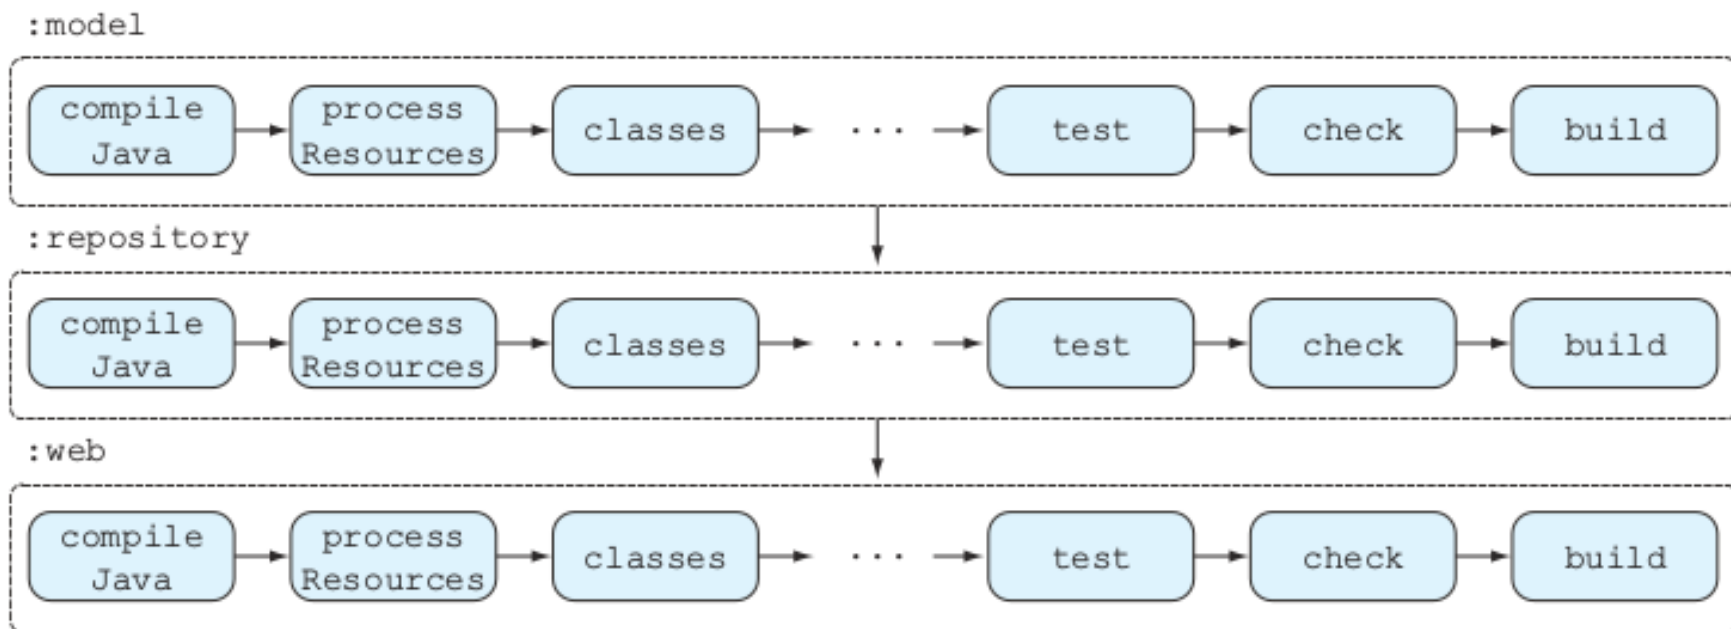 :model
compile
Java
process
Resources
classes
...
test
check
build
:repository
compile
Java
process
Resources
classes
...
test
check
build
:web
compile
Java
process
Resources
classes
...
test
check
build